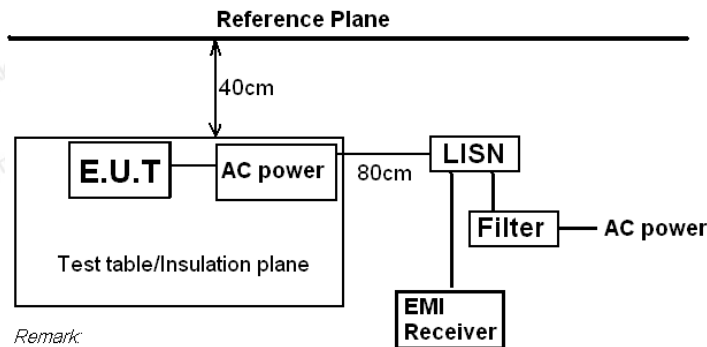 Reference Plane
40cm
E.U.T
AC power
80cm
LISN
Filter
AC power
Test table/Insulation plane
EMI
Receiver
Remark: